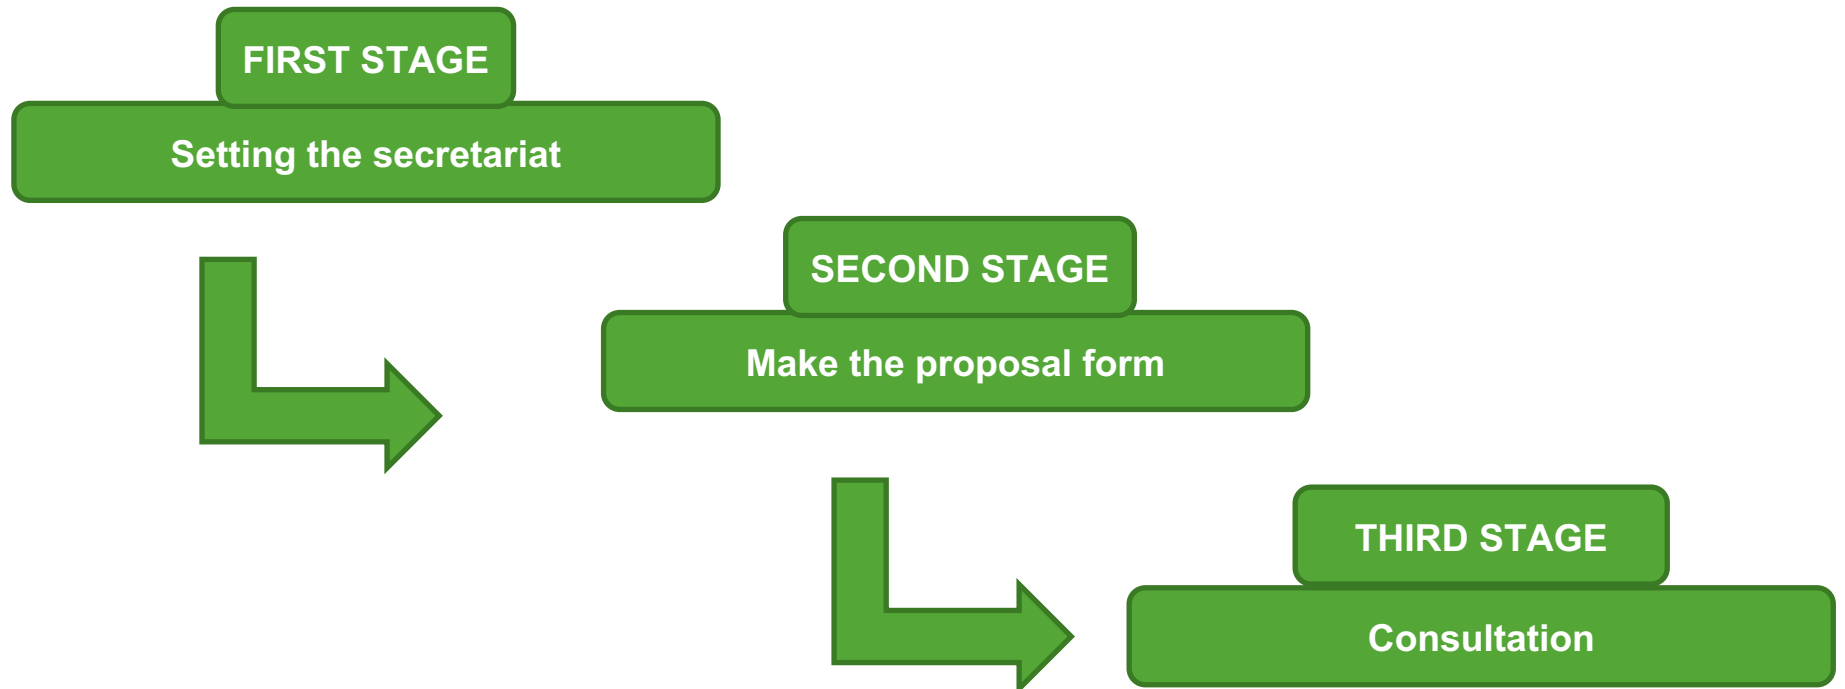 FIRST STAGE
Setting the secretariat
SECOND STAGE
Make the proposal form
THIRD STAGE
Consultation